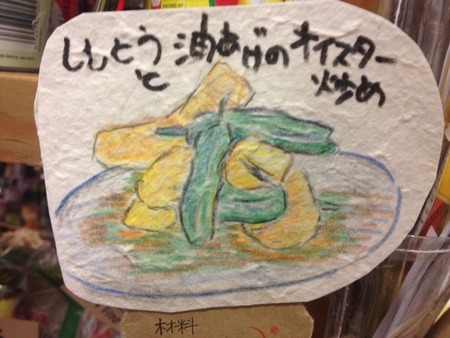 ししとうと油あげのオイスター
炒め
材料